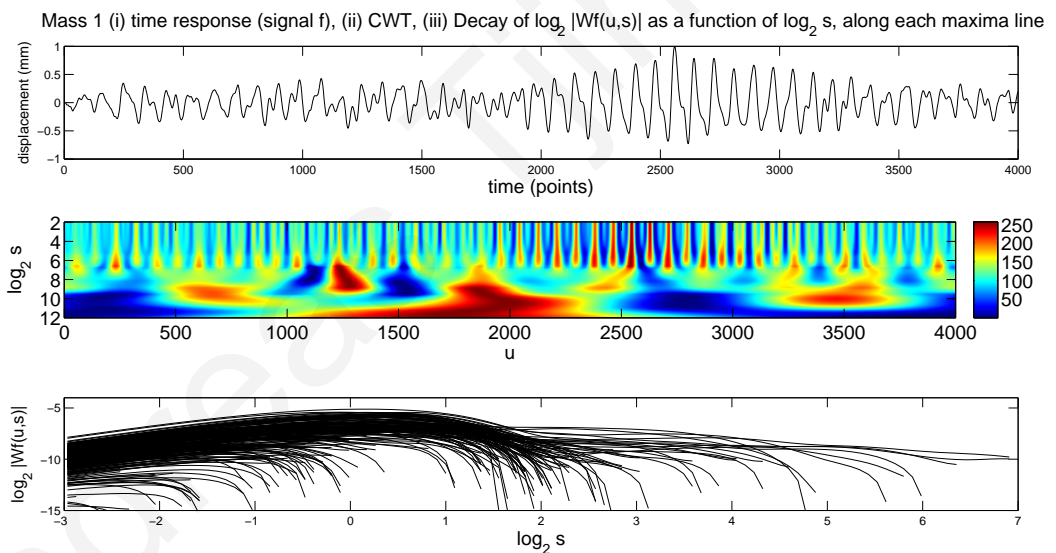 Mass 1 (i) time response (signal f), (ii) CWT, (iii) Decay of log2 |Wf(u,s)| as a function of log2 s, along each maxima line
displacement (mm)
1
0.5
0
−0.5
−1
0 500 1000 1500 2000 2500 3000 3500 4000
time (points)
log2 s
2
4
6
8
10
12
0 500 1000 1500 2000 2500 3000 3500 4000
u
250
200
150
100
50
log2 |Wf(u,s)|
−5
−10
−15
−3 −2 −1 0 1 2 3 4 5 6 7
log2 s